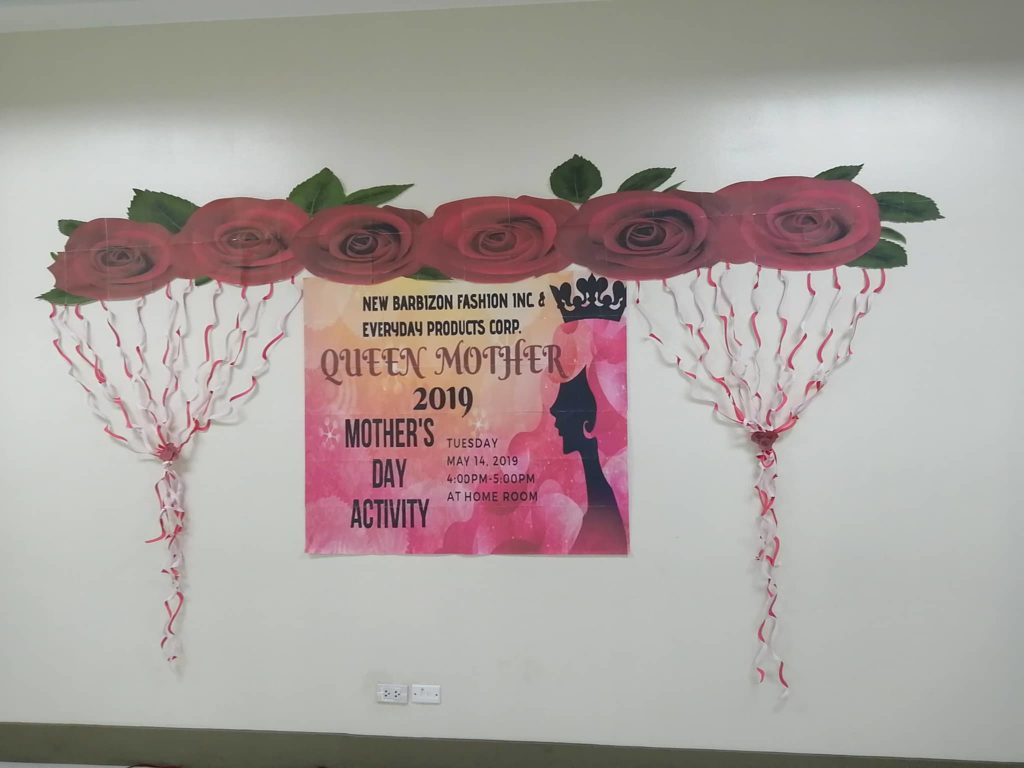 NEW BARBIZON FASHION INC. &
EVERYDAY PRODUCTS CORP.
QUEEN MOTHER
2019
MOTHER'S
DAY
ACTIVITY
TUESDAY
MAY 14, 2019
4:00PM-5:00PM
AT HOME ROOM